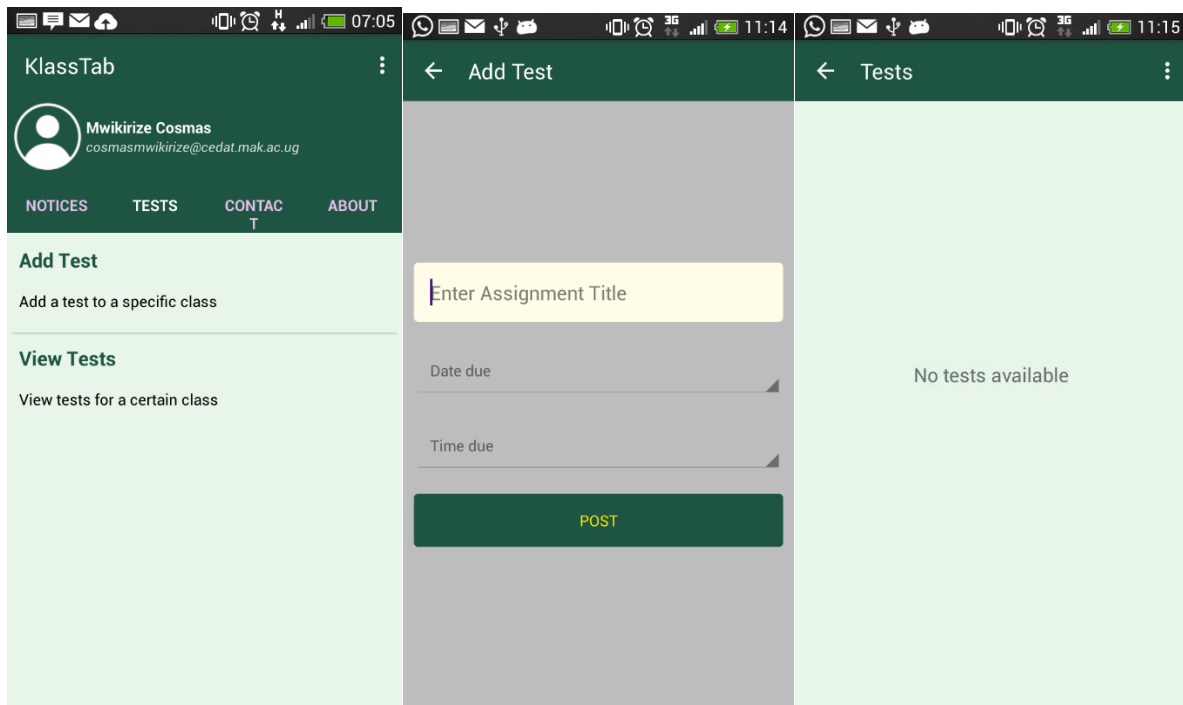 H 07:05
KlassTab
Mwikirize Cosmas
cosmasmwikirize@cedat.mak.ac.ug
NOTICES TESTS CONTAC ABOUT
T
Add Test
Add a test to a specific class
View Tests
View tests for a certain class
3G 11:14
Add Test
Enter Assignment Title
Date due
Time due
POST
3G 11:15
Tests
No tests available